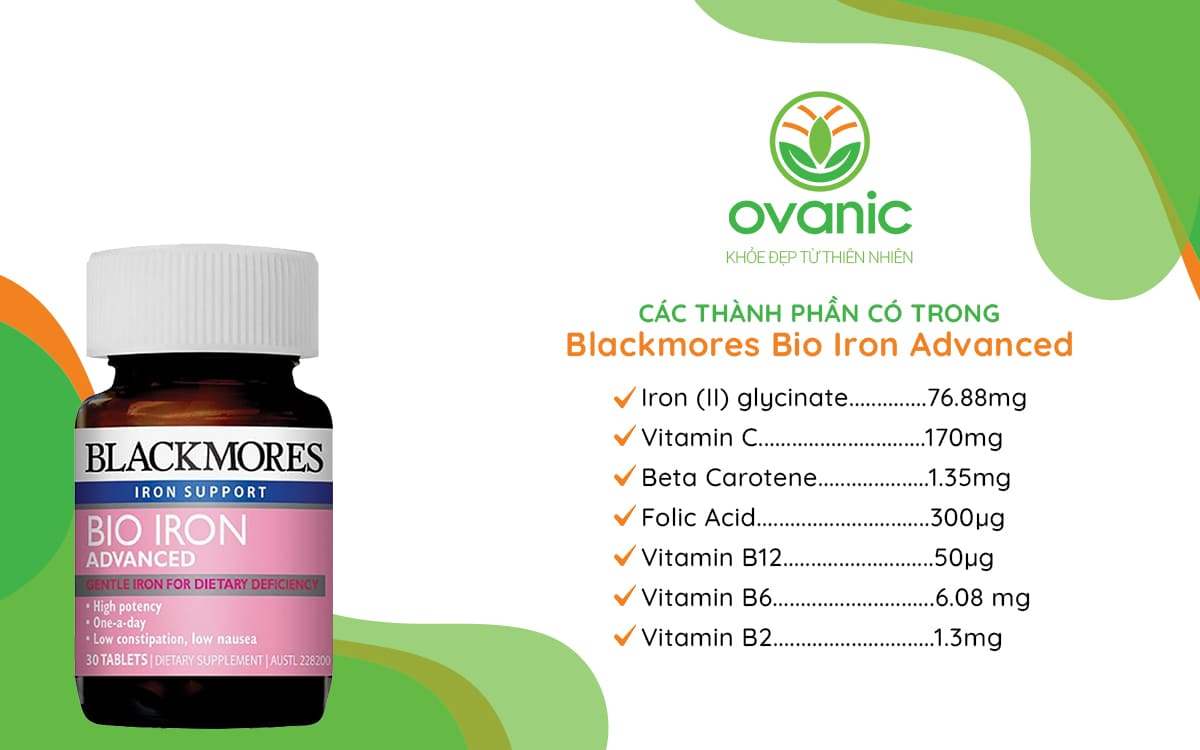 ovanic
KHỎE ĐẸP TỪ THIÊN NHIÊN
CÁC THÀNH PHẦN CÓ TRONG
Blackmores Bio Iron Advanced
Iron (II) glycinate..............76.88mg
Vitamin C..............................170mg
Beta Carotene....................1.35mg
Folic Acid...............................300µg
Vitamin B12...........................50µg
Vitamin B6.............................6.08 mg
Vitamin B2.............................1.3mg
BLACKMORES
IRON SUPPORT
BIO IRON
ADVANCED
GENTLE IRON FOR DIETARY DEFICIENCY
• High potency
• One-a-day
• Low constipation, low nausea
30 TABLETS | DIETARY SUPPLEMENT | AUSTL 228200